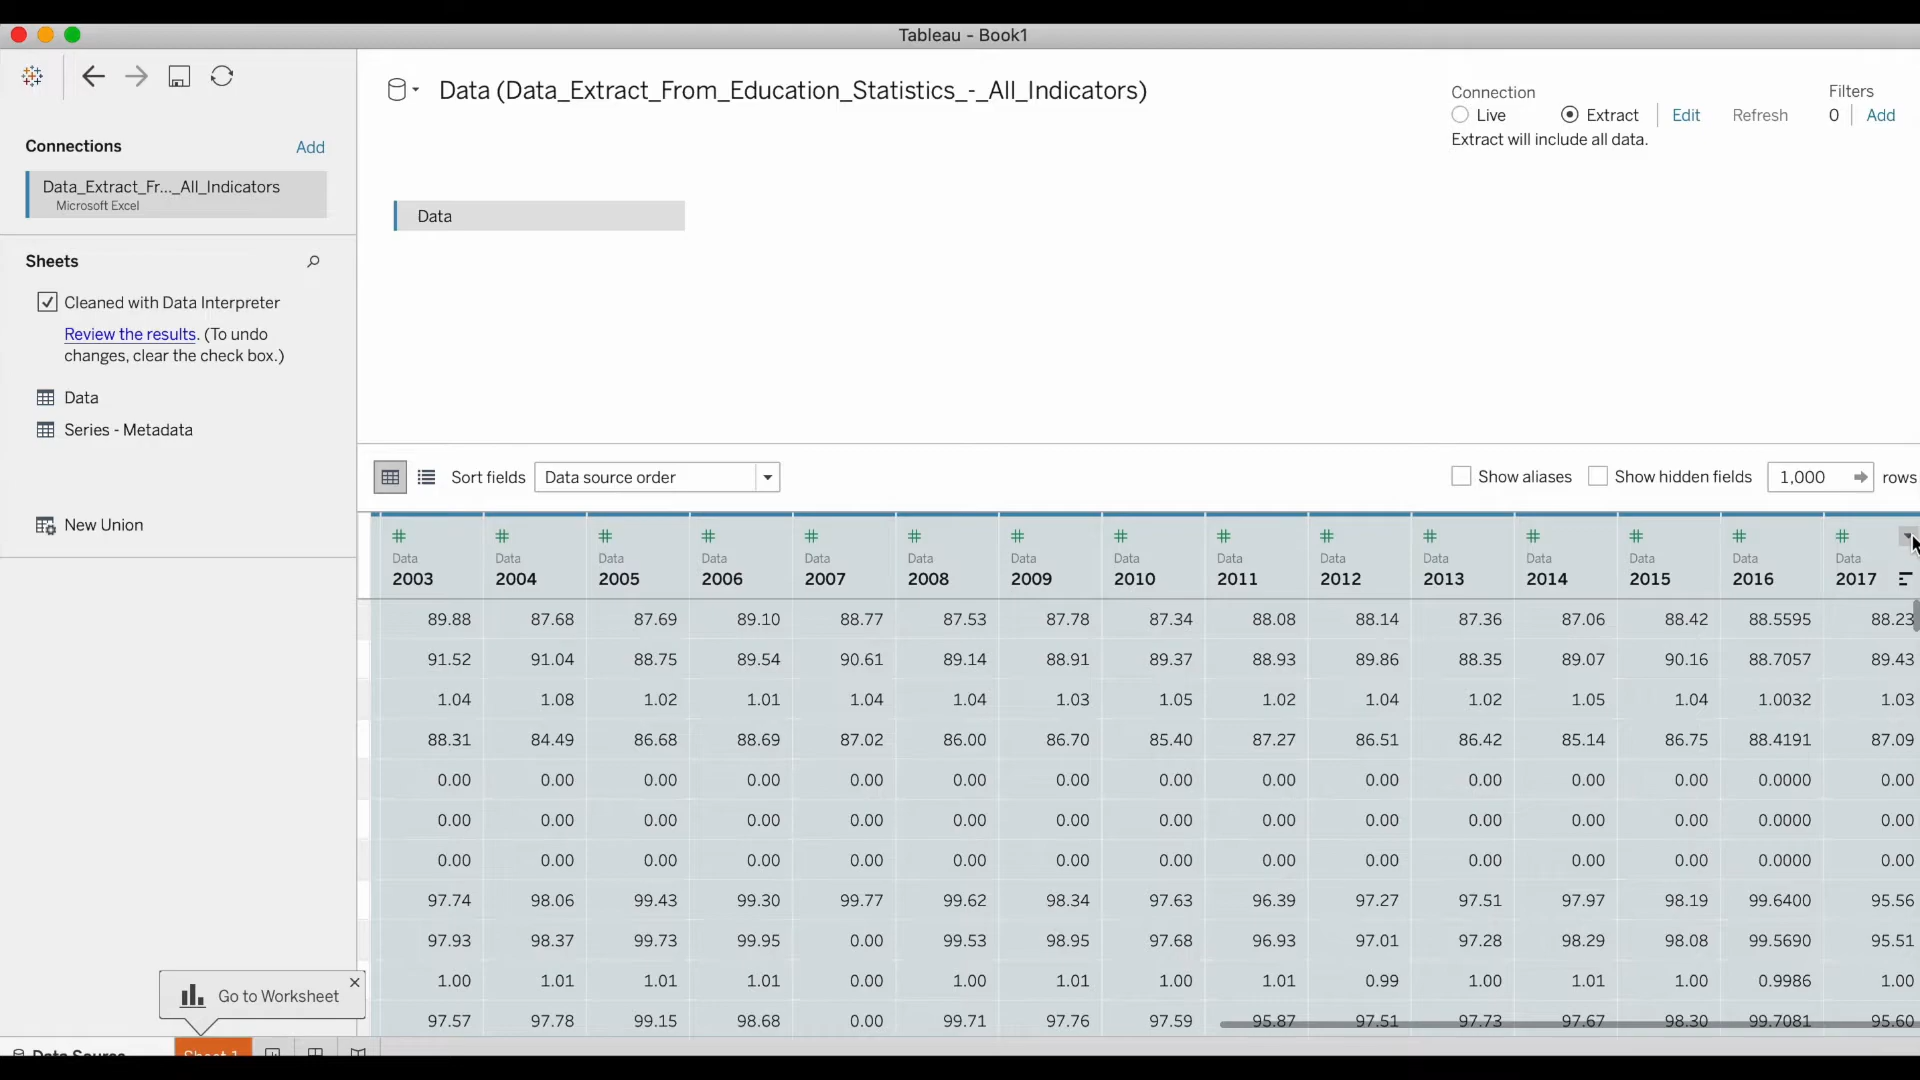 Tableau - Book1
Data (Data_Extract_From_Education_Statistics_-_All_Indicators)
Connection
Live Extract Edit Refresh
Extract will include all data.
Filters
0 Add
Connections Add
Data_Extract_Fr..._All_Indicators
Microsoft Excel
Data
Sheets
Cleaned with Data Interpreter
Review the results. (To undo
changes, clear the check box.)
Data
Series - Metadata
New Union
Sort fields Data source order Show aliases Show hidden fields 1,000 rows
# # # # # # # # # # # # # # #
Data Data Data Data Data Data Data Data Data Data Data Data Data Data Data
2003 2004 2005 2006 2007 2008 2009 2010 2011 2012 2013 2014 2015 2016 2017
89.88 87.68 87.69 89.10 88.77 87.53 87.78 87.34 88.08 88.14 87.36 87.06 88.42 88.5595 88.23
91.52 91.04 88.75 89.54 90.61 89.14 88.91 89.37 88.93 89.86 88.35 89.07 90.16 88.7057 89.43
1.04 1.08 1.02 1.01 1.04 1.04 1.03 1.05 1.02 1.04 1.02 1.05 1.04 1.0032 1.03
88.31 84.49 86.68 88.69 87.02 86.00 86.70 85.40 87.27 86.51 86.42 85.14 86.75 88.4191 87.09
0.00 0.00 0.00 0.00 0.00 0.00 0.00 0.00 0.00 0.00 0.00 0.00 0.00 0.0000 0.00
0.00 0.00 0.00 0.00 0.00 0.00 0.00 0.00 0.00 0.00 0.00 0.00 0.00 0.0000 0.00
0.00 0.00 0.00 0.00 0.00 0.00 0.00 0.00 0.00 0.00 0.00 0.00 0.00 0.0000 0.00
97.74 98.06 99.43 99.30 99.77 99.62 98.34 97.63 96.39 97.27 97.51 97.97 98.19 99.6400 95.56
97.93 98.37 99.73 99.95 0.00 99.53 98.95 97.68 96.93 97.01 97.28 98.29 98.08 99.5690 95.51
1.00 1.01 1.01 1.01 0.00 1.00 1.01 1.00 1.01 0.99 1.00 1.01 1.00 0.9986 1.00
97.57 97.78 99.15 98.68 0.00 99.71 97.76 97.59 95.87 97.51 97.73 97.67 98.30 99.7081 95.60
Go to Worksheet
Data Source Sheet 1